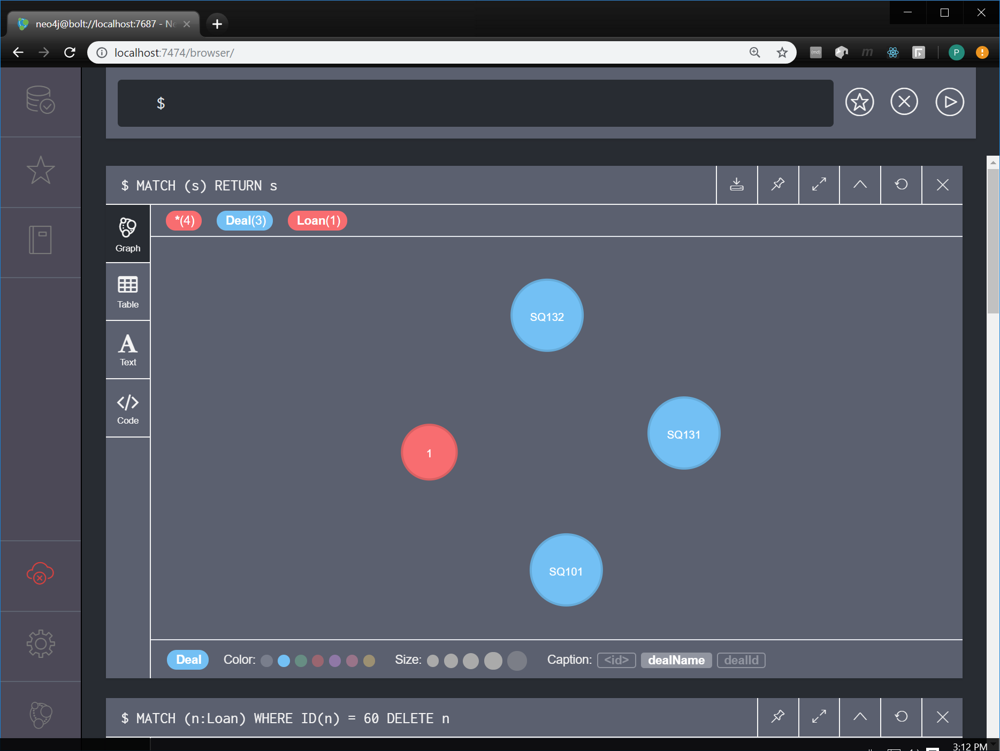 neo4j@bolt://localhost:7687 - Ne
localhost:7474/browser/
(md)
m
P
$
$ MATCH (s) RETURN s
*(4) Deal(3) Loan(1)
Graph
Table
Text
Code
SQ132
SQ131
1
SQ101
Deal Color: Size: Caption: <id> dealName dealId
$ MATCH (n:Loan) WHERE ID(n) = 60 DELETE n
3:12 PM